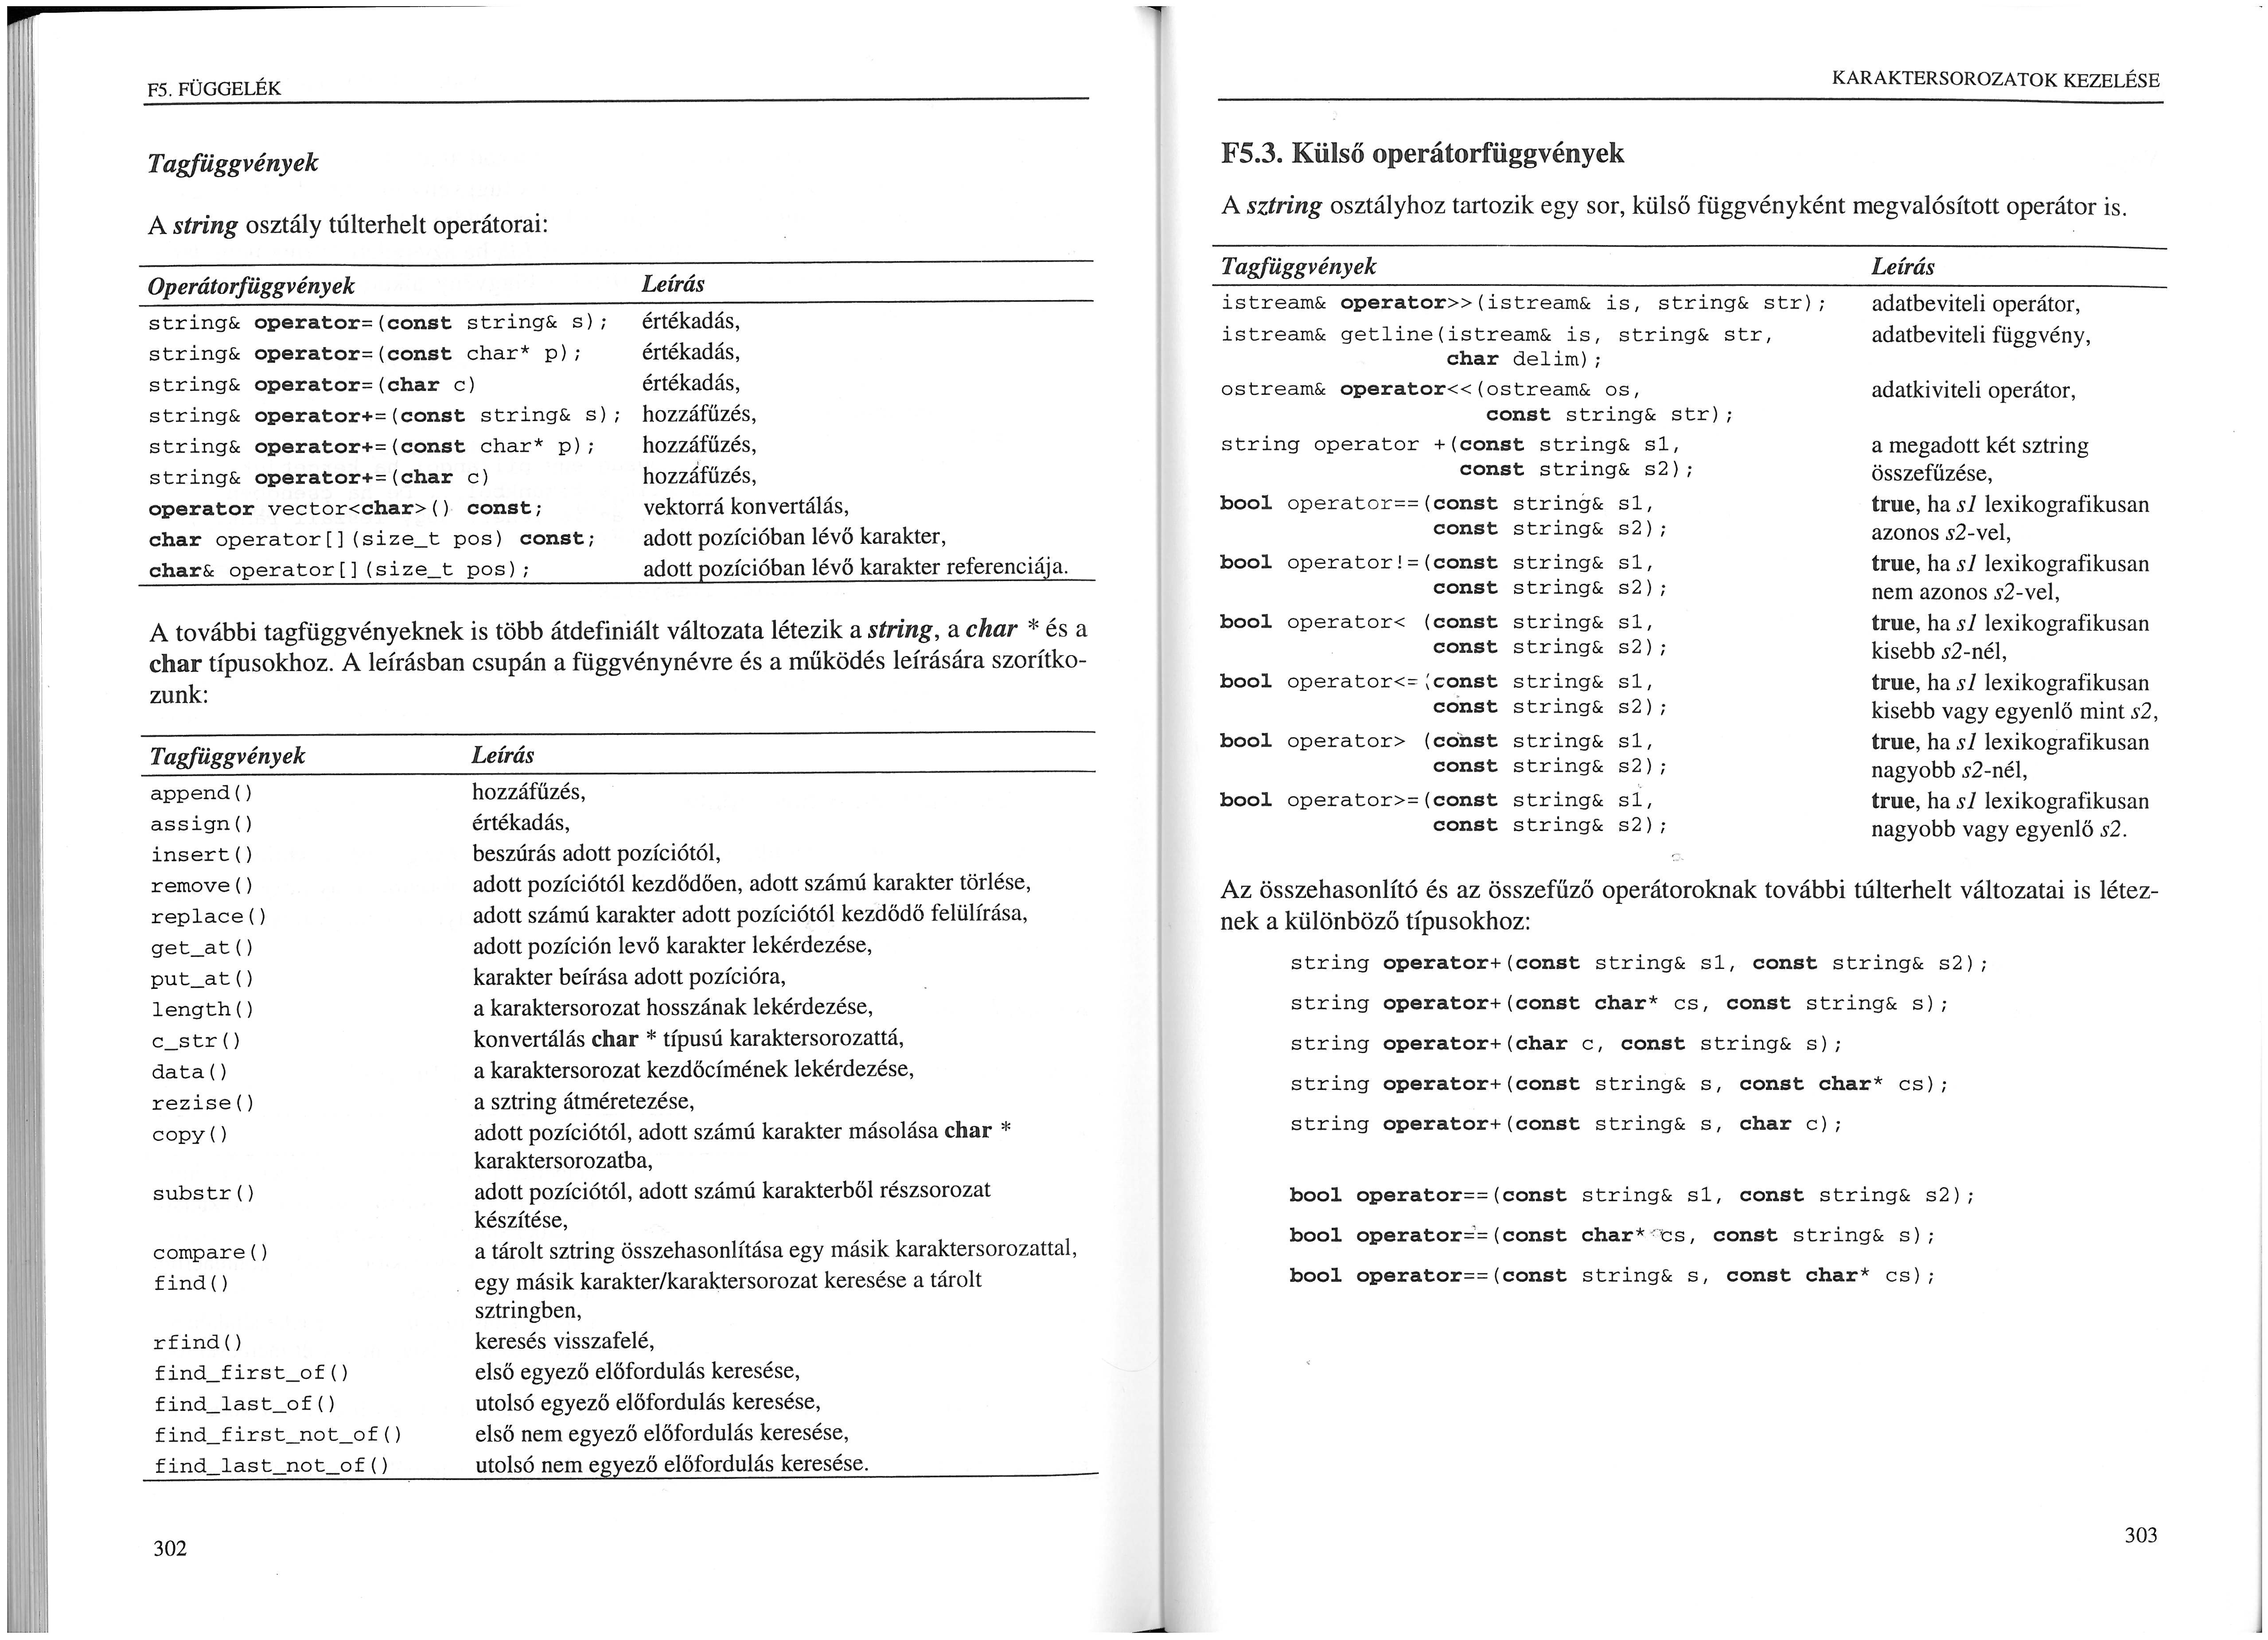 F5. FÜGGELÉK
Tagfüggvények
A string osztály túlterhelt operátorai:
Operátorfüggvények Leírás
string& operator=(const string& s); értékadás,
string& operator=(const char* p); értékadás,
string& operator=(char c) értékadás,
string& operator+=(const string& s); hozzáfűzés,
string& operator+=(const char* p); hozzáfűzés,
string& operator+=(char c) hozzáfűzés,
operator vector<char>() const; vektorrá konvertálás,
char operator[](size_t pos) const; adott pozícióban lévő karakter,
char& operator[](size_t pos); adott pozícióban lévő karakter referenciája.
A további tagfüggvényeknek is több átdefiniált változata létezik a string, a char * és a
char típusokhoz. A leírásban csupán a függvénynévre és a működés leírására szorítko-
zunk:
Tagfüggvények Leírás
append() hozzáfűzés,
assign() értékadás,
insert() beszúrás adott pozíciótól,
remove() adott pozíciótól kezdődően, adott számú karakter törlése,
replace() adott számú karakter adott pozíciótól kezdődő felülírása,
get_at() adott pozíción levő karakter lekérdezése,
put_at() karakter beírása adott pozícióra,
length() a karaktersorozat hosszának lekérdezése,
c_str() konvertálás char * típusú karaktersorozattá,
data() a karaktersorozat kezdőcímének lekérdezése,
rezise() a sztring átméretezése,
copy() adott pozíciótól, adott számú karakter másolása char *
karaktersorozatba,
substr() adott pozíciótól, adott számú karakterből részsorozat
készítése,
compare() a tárolt sztring összehasonlítása egy másik karaktersorozattal,
find() egy másik karakter/karaktersorozat keresése a tárolt
sztringben,
rfind() keresés visszafelé,
find_first_of() első egyező előfordulás keresése,
find_last_of() utolsó egyező előfordulás keresése,
find_first_not_of() első nem egyező előfordulás keresése,
find_last_not_of() utolsó nem egyező előfordulás keresése.
302
KARAKTERSOROZATOK KEZELÉSE
F5.3. Külső operátorfüggvények
A sztring osztályhoz tartozik egy sor, külső függvényként megvalósított operátor is.
Tagfüggvények Leírás
istream& operator>>(istream& is, string& str); adatbeviteli operátor,
istream& getline(istream& is, string& str, adatbeviteli függvény,
char delim);
ostream& operator<<(ostream& os, adatkiviteli operátor,
const string& str);
string operator +(const string& s1, a megadott két sztring
const string& s2); összefűzése,
bool operator==(const string& s1, true, ha s1 lexikografikusan
const string& s2); azonos s2-vel,
bool operator!=(const string& s1, true, ha s1 lexikografikusan
const string& s2); nem azonos s2-vel,
bool operator< (const string& s1, true, ha s1 lexikografikusan
const string& s2); kisebb s2-nél,
bool operator<=(const string& s1, true, ha s1 lexikografikusan
const string& s2); kisebb vagy egyenlő mint s2,
bool operator> (const string& s1, true, ha s1 lexikografikusan
const string& s2); nagyobb s2-nél,
bool operator>=(const string& s1, true, ha s1 lexikografikusan
const string& s2); nagyobb vagy egyenlő s2.
Az összehasonlító és az összefűző operátoroknak további túlterhelt változatai is létez-
nek a különböző típusokhoz:
string operator+(const string& s1, const string& s2);
string operator+(const char* cs, const string& s);
string operator+(char c, const string& s);
string operator+(const string& s, const char* cs);
string operator+(const string& s, char c);
bool operator==(const string& s1, const string& s2);
bool operator==(const char* cs, const string& s);
bool operator==(const string& s, const char* cs);
303